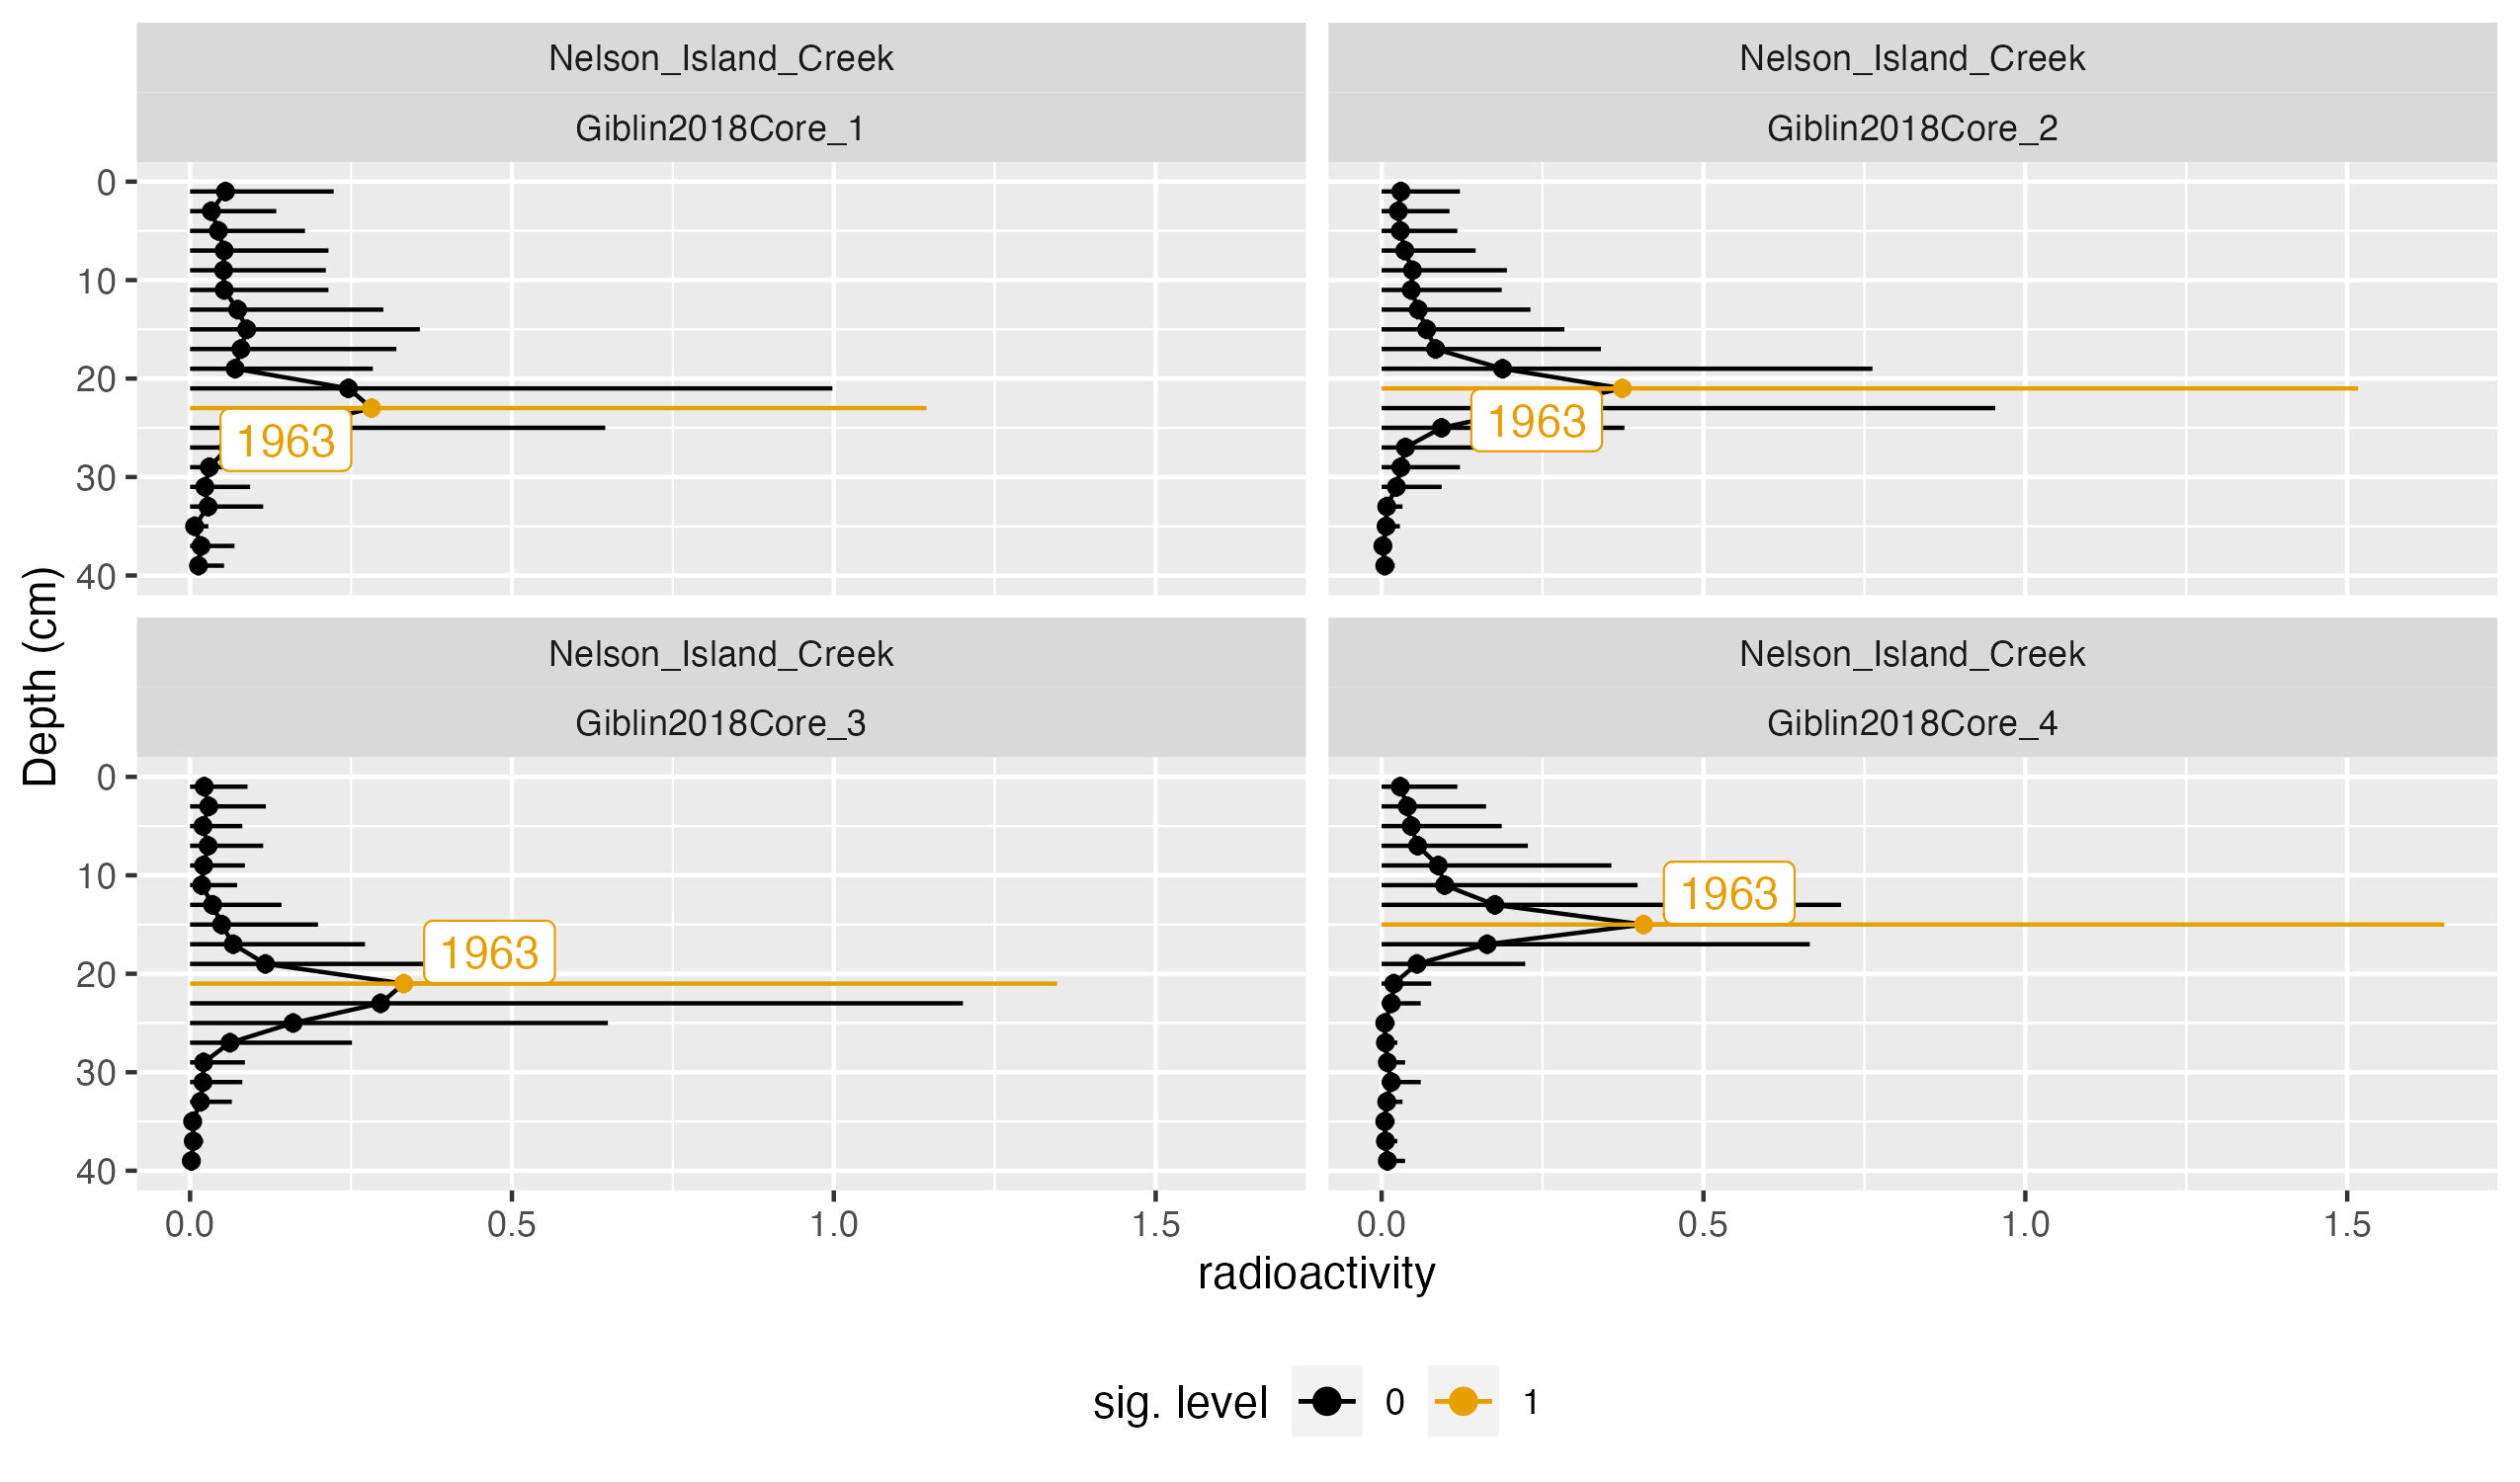 Nelson_Island_Creek
Giblin2018Core_1
Nelson_Island_Creek
Giblin2018Core_2
0
10
20
30
40
1963
1963
Depth (cm)
Nelson_Island_Creek
Giblin2018Core_3
Nelson_Island_Creek
Giblin2018Core_4
0
10
20
30
40
1963
1963
0.0 0.5 1.0 1.5
0.0 0.5 1.0 1.5
radioactivity
sig. level 0 1